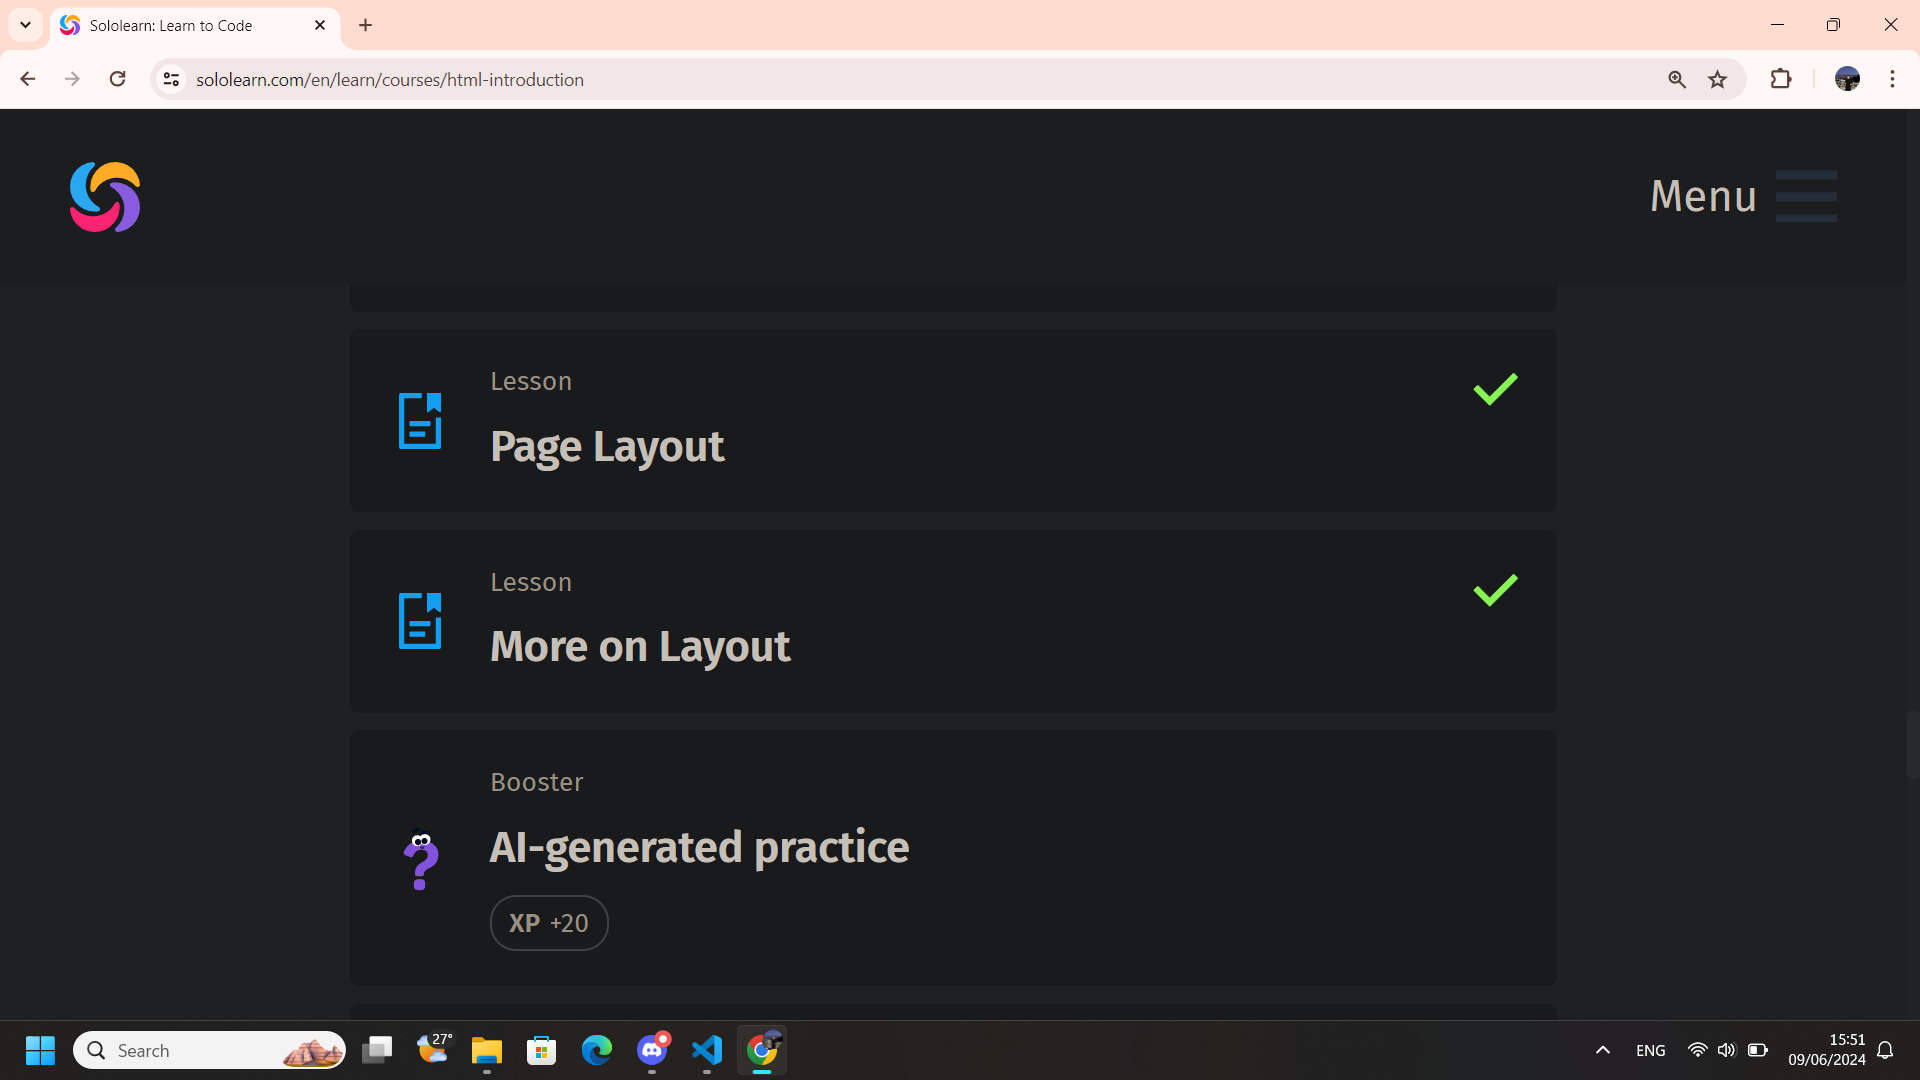 Sololearn: Learn to Code
sololearn.com/en/learn/courses/html-introduction
Menu
Lesson
Page Layout
Lesson
More on Layout
Booster
AI-generated practice
XP +20
Search
27°
ENG
15:51
09/06/2024